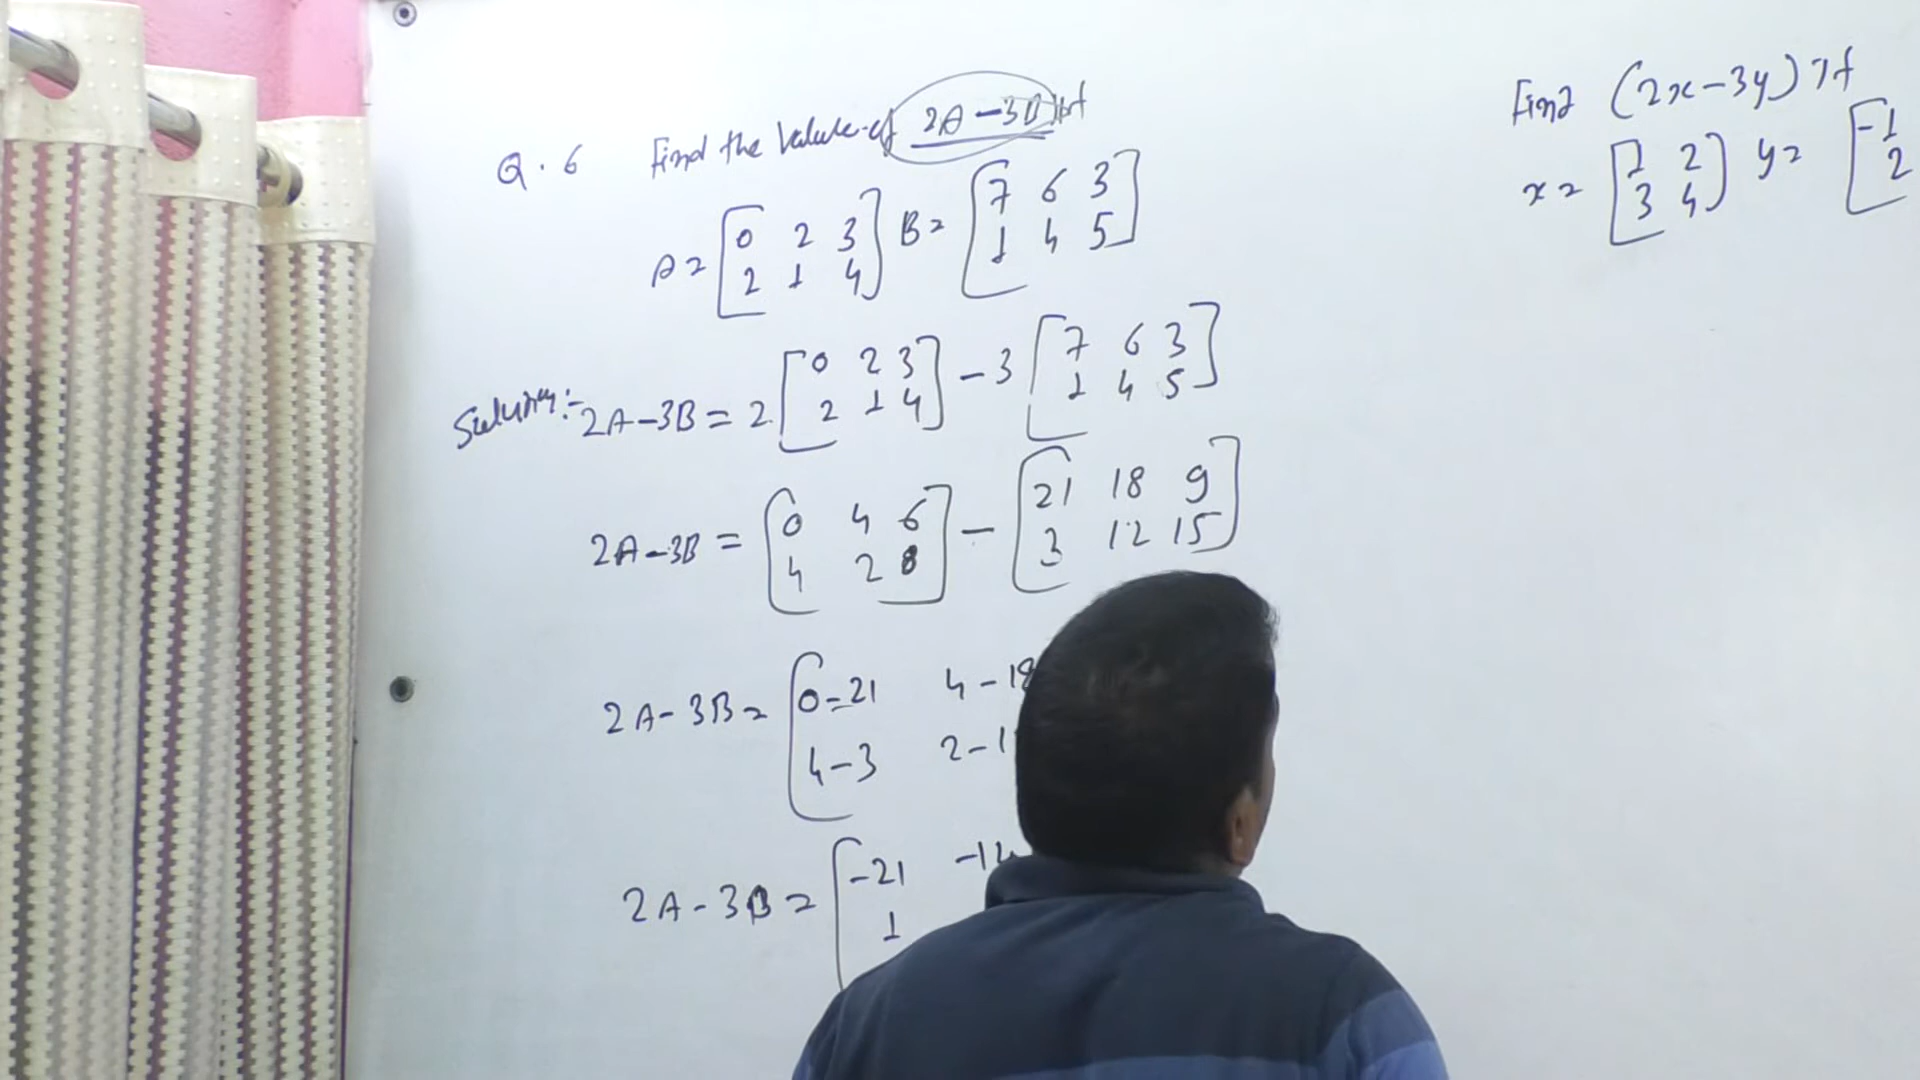 Q.6 Find the value of 2A-3B if
A= [0 2 3
2 1 4] B= [7 6 3
1 4 5]
Solution:- 2A-3B = 2 [0 2 3
2 1 4] - 3 [7 6 3
1 4 5]
2A-3B = [0 4 6
4 2 8] - [21 18 9
3 12 15]
2A-3B= [0-21 4-18
4-3 2-1
2A-3B= [-21 -14
1
Find (2x-3y) if
x= [1 2
3 4] y= [-1
2